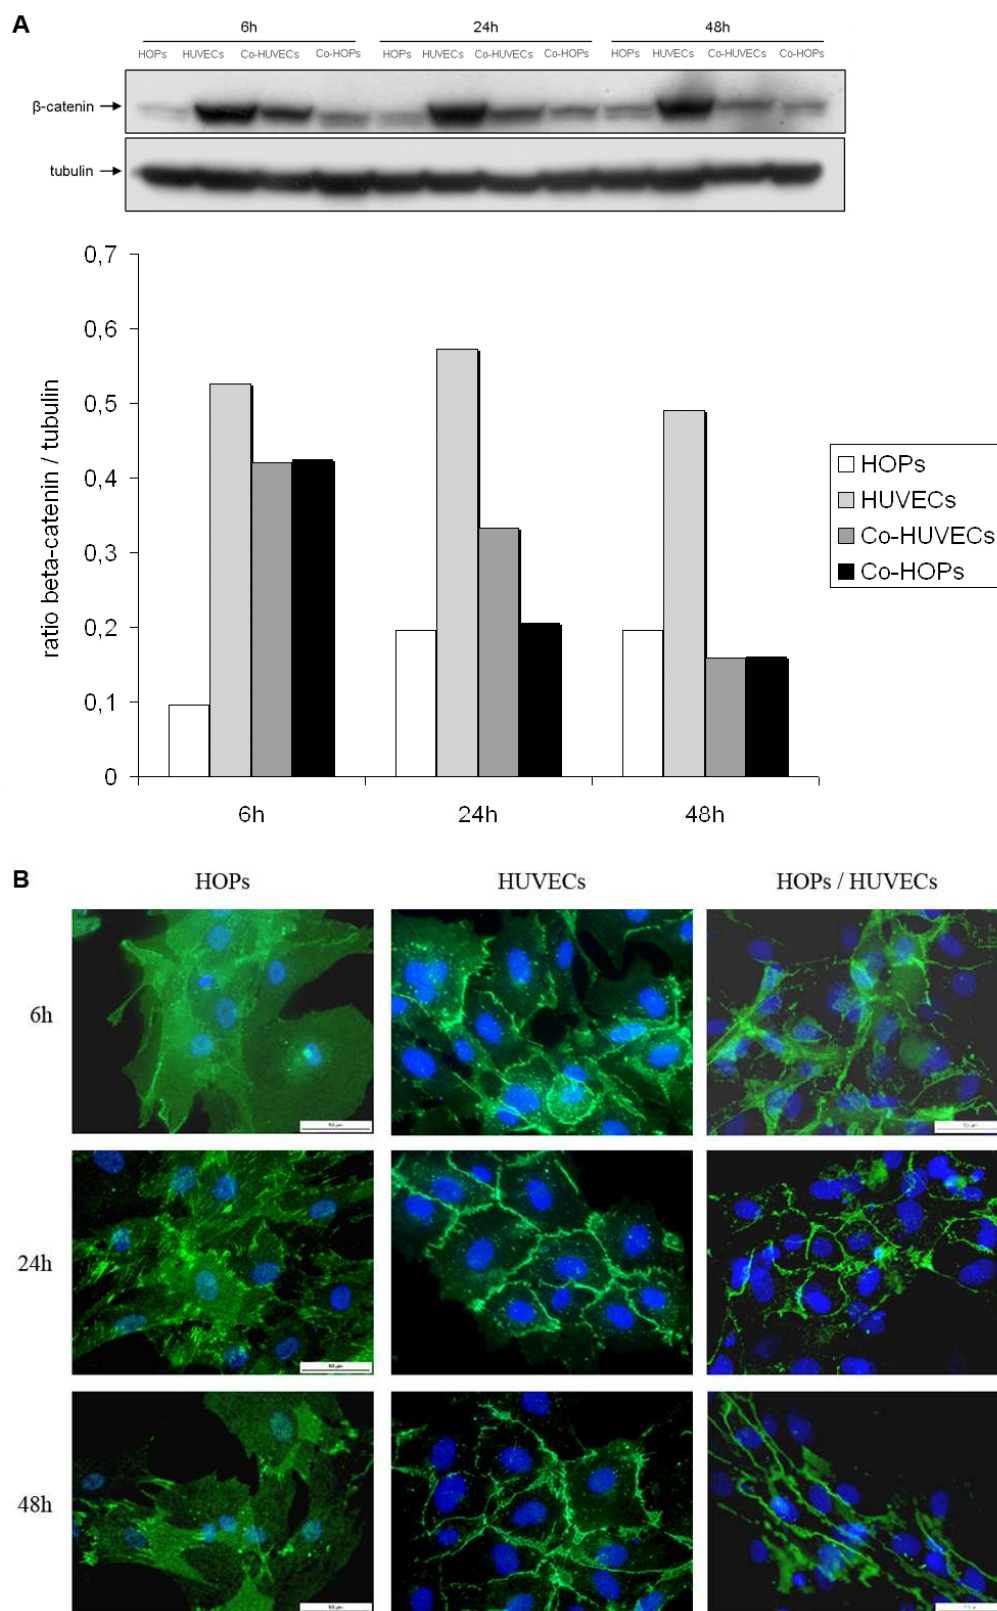 A
6h 24h 48h
HOPs HUVECs Co-HUVECs Co-HOPs HOPs HUVECs Co-HUVECs Co-HOPs HOPs HUVECs Co-HUVECs Co-HOPs
β-catenin
tubulin
0,7
0,6
0,5
0,4
0,3
0,2
0,1
0
ratio beta-catenin / tubulin
6h 24h 48h
HOPs
HUVECs
Co-HUVECs
Co-HOPs
B
HOPs HUVECs HOPs / HUVECs
6h
24h
48h